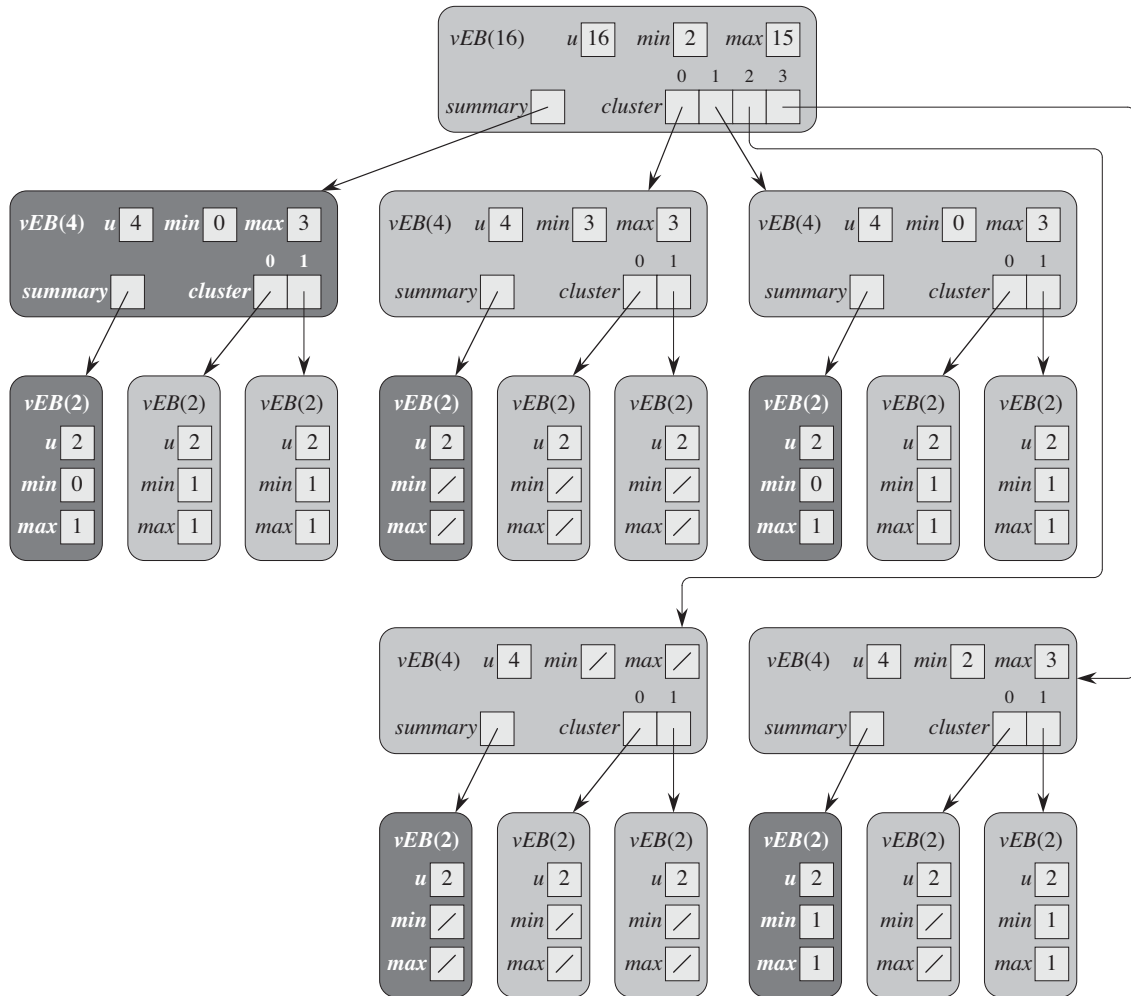 vEB(16) u 16 min 2 max 15
0 1 2 3
summary cluster
vEB(4) u 4 min 0 max 3
0 1
summary cluster
vEB(4) u 4 min 3 max 3
0 1
summary cluster
vEB(4) u 4 min 0 max 3
0 1
summary cluster
vEB(2)
u 2
min 0
max 1
vEB(2)
u 2
min 1
max 1
vEB(2)
u 2
min 1
max 1
vEB(2)
u 2
min /
max /
vEB(2)
u 2
min /
max /
vEB(2)
u 2
min /
max /
vEB(2)
u 2
min 0
max 1
vEB(2)
u 2
min 1
max 1
vEB(2)
u 2
min 1
max 1
vEB(4) u 4 min / max /
0 1
summary cluster
vEB(4) u 4 min 2 max 3
0 1
summary cluster
vEB(2)
u 2
min /
max /
vEB(2)
u 2
min /
max /
vEB(2)
u 2
min /
max /
vEB(2)
u 2
min 1
max 1
vEB(2)
u 2
min /
max /
vEB(2)
u 2
min 1
max 1